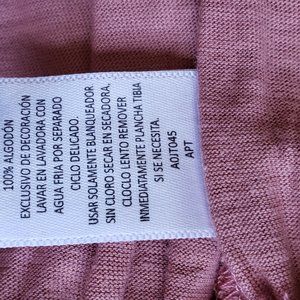 100% ALGODÓN
EXCLUSIVO DE DECORACIÓN
LAVAR EN LAVADORA CON
AGUA FRIA POR SEPARADO
CICLO DELICADO.
USAR SOLAMENTE BLANQUEADOR
SIN CLORO SECAR EN SECADORA.
CLOCLO LENTO REMOVER
INMEDIATAMENTE PLANCHA TIBIA
SI SE NECESITA.
A0JT045
APT